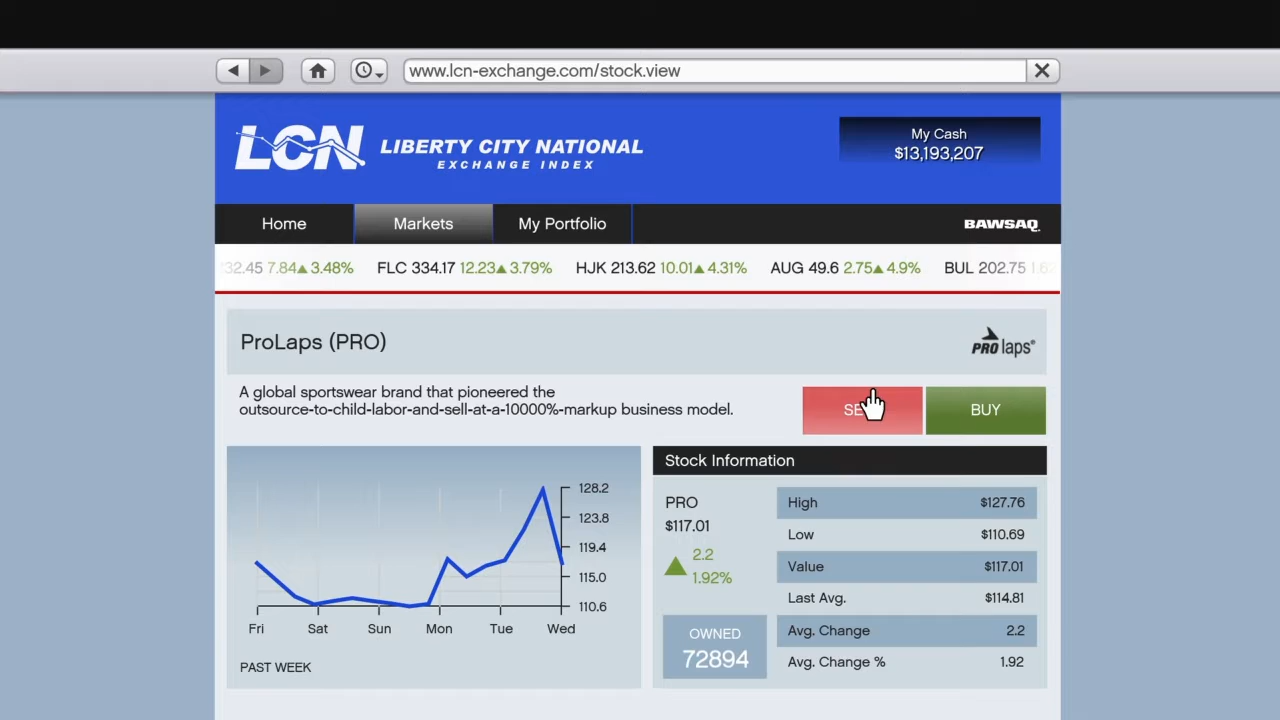 www.lcn-exchange.com/stock.view
LCN LIBERTY CITY NATIONAL
EXCHANGE INDEX
My Cash
$13,193,207
Home Markets My Portfolio BAWSAQ
32.45 7.84▲3.48% FLC 334.17 12.23▲3.79% HJK 213.62 10.01▲4.31% AUG 49.6 2.75▲4.9% BUL 202.75
ProLaps (PRO)
PRO laps®
A global sportswear brand that pioneered the
outsource-to-child-labor-and-sell-at-a-10000%-markup business model.
BUY
128.2
123.8
119.4
115.0
110.6
Fri Sat Sun Mon Tue Wed
PAST WEEK
Stock Information
PRO
$117.01
2.2
1.92%
OWNED
72894
High $127.76
Low $110.69
Value $117.01
Last Avg. $114.81
Avg. Change 2.2
Avg. Change % 1.92